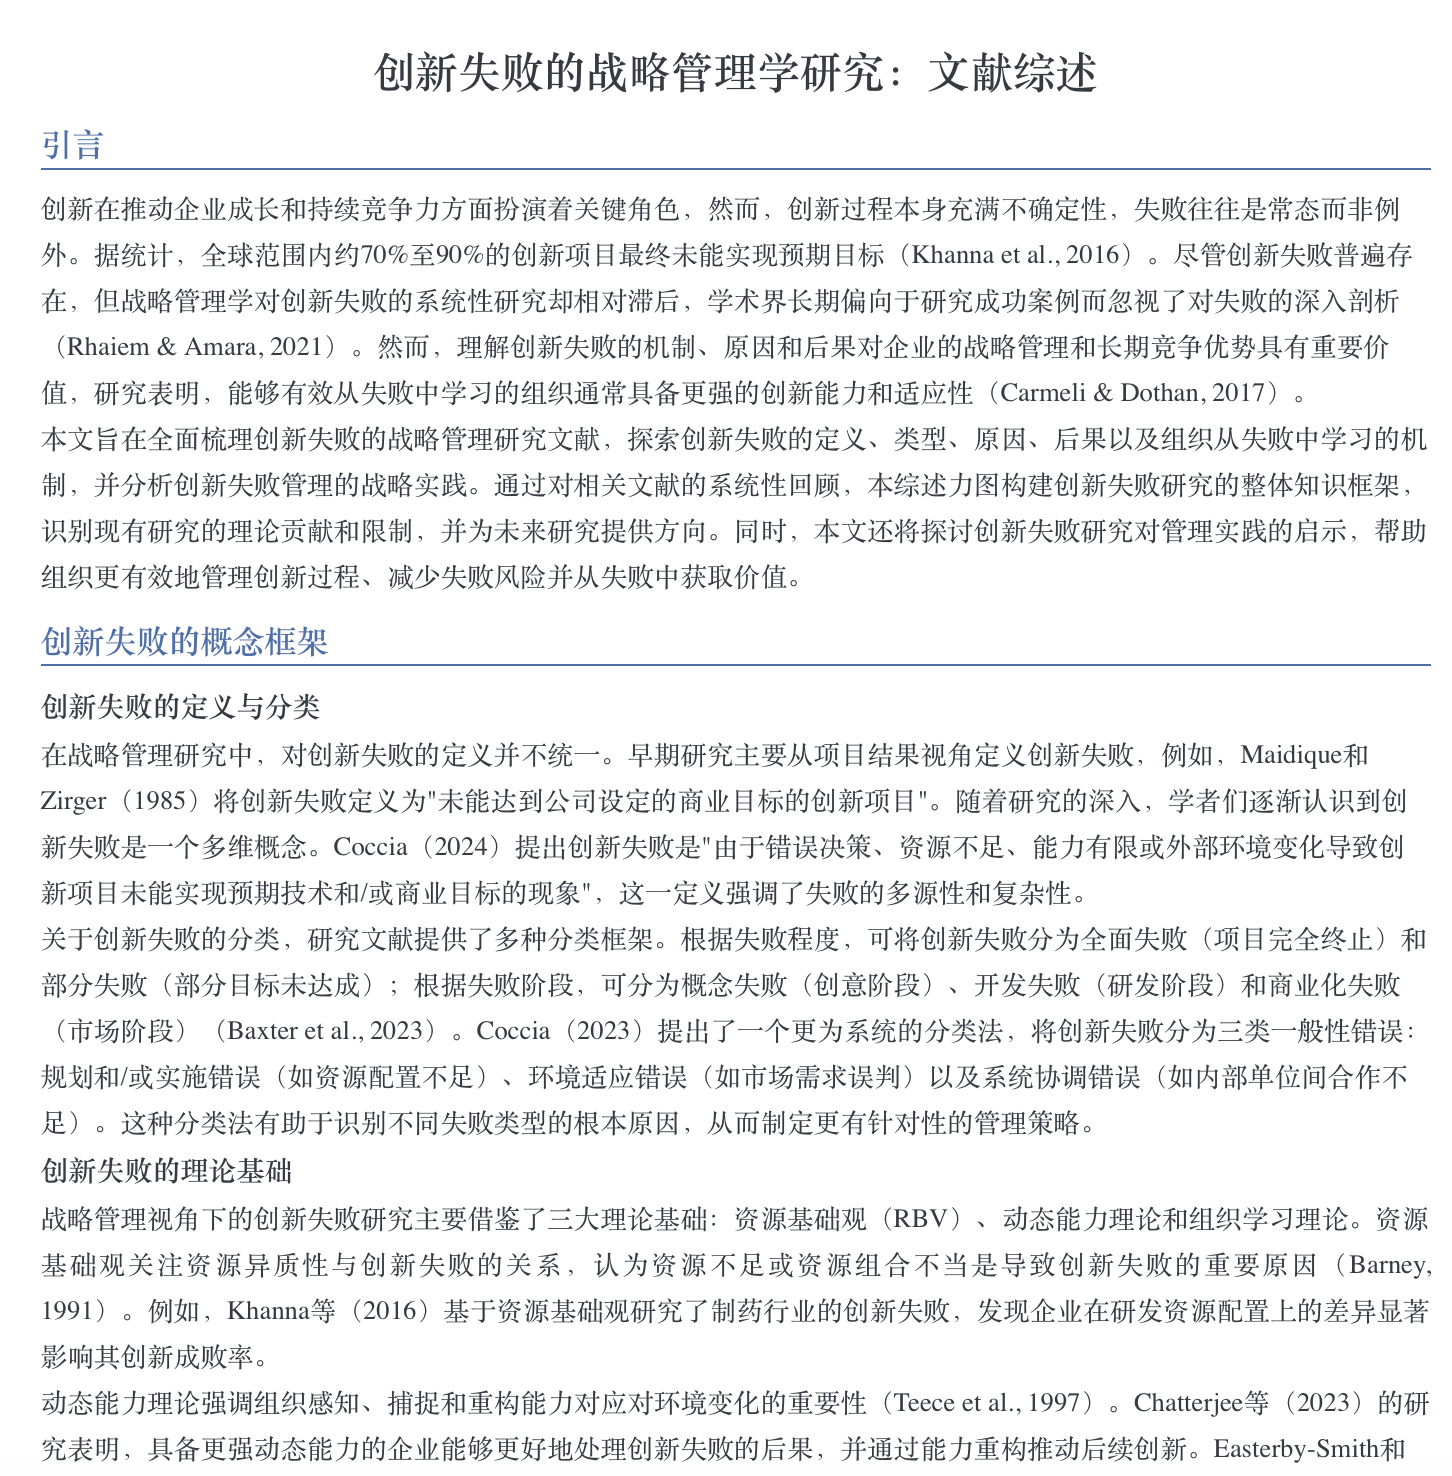 创新失败的战略管理学研究：文献综述
引言
创新在推动企业成长和持续竞争力方面扮演着关键角色，然而，创新过程本身充满不确定性，失败往往是常态而非例
外。据统计，全球范围内约70%至90%的创新项目最终未能实现预期目标（Khanna et al., 2016）。尽管创新失败普遍存
在，但战略管理学对创新失败的系统性研究却相对滞后，学术界长期偏向于研究成功案例而忽视了对失败的深入剖析
（Rhaiem & Amara, 2021）。然而，理解创新失败的机制、原因和后果对企业的战略管理和长期竞争优势具有重要价
值，研究表明，能够有效从失败中学习的组织通常具备更强的创新能力和适应性（Carmeli & Dothan, 2017）。
本文旨在全面梳理创新失败的战略管理研究文献，探索创新失败的定义、类型、原因、后果以及组织从失败中学习的机
制，并分析创新失败管理的战略实践。通过对相关文献的系统性回顾，本综述力图构建创新失败研究的整体知识框架，
识别现有研究的理论贡献和限制，并为未来研究提供方向。同时，本文还将探讨创新失败研究对管理实践的启示，帮助
组织更有效地管理创新过程、减少失败风险并从失败中获取价值。
创新失败的概念框架
创新失败的定义与分类
在战略管理研究中，对创新失败的定义并不统一。早期研究主要从项目结果视角定义创新失败，例如，Maidique和
Zirger（1985）将创新失败定义为"未能达到公司设定的商业目标的创新项目"。随着研究的深入，学者们逐渐认识到创
新失败是一个多维概念。Coccia（2024）提出创新失败是"由于错误决策、资源不足、能力有限或外部环境变化导致创
新项目未能实现预期技术和/或商业目标的现象"，这一定义强调了失败的多源性和复杂性。
关于创新失败的分类，研究文献提供了多种分类框架。根据失败程度，可将创新失败分为全面失败（项目完全终止）和
部分失败（部分目标未达成）；根据失败阶段，可分为概念失败（创意阶段）、开发失败（研发阶段）和商业化失败
（市场阶段）（Baxter et al., 2023）。Coccia（2023）提出了一个更为系统的分类法，将创新失败分为三类一般性错误：
规划和/或实施错误（如资源配置不足）、环境适应错误（如市场需求误判）以及系统协调错误（如内部单位间合作不
足）。这种分类法有助于识别不同失败类型的根本原因，从而制定更有针对性的管理策略。
创新失败的理论基础
战略管理视角下的创新失败研究主要借鉴了三大理论基础：资源基础观（RBV）、动态能力理论和组织学习理论。资源
基础观关注资源异质性与创新失败的关系，认为资源不足或资源组合不当是导致创新失败的重要原因（Barney,
1991）。例如，Khanna等（2016）基于资源基础观研究了制药行业的创新失败，发现企业在研发资源配置上的差异显著
影响其创新成败率。
动态能力理论强调组织感知、捕捉和重构能力对应对环境变化的重要性（Teece et al., 1997）。Chatterjee等（2023）的研
究表明，具备更强动态能力的企业能够更好地处理创新失败的后果，并通过能力重构推动后续创新。Easterby-Smith和